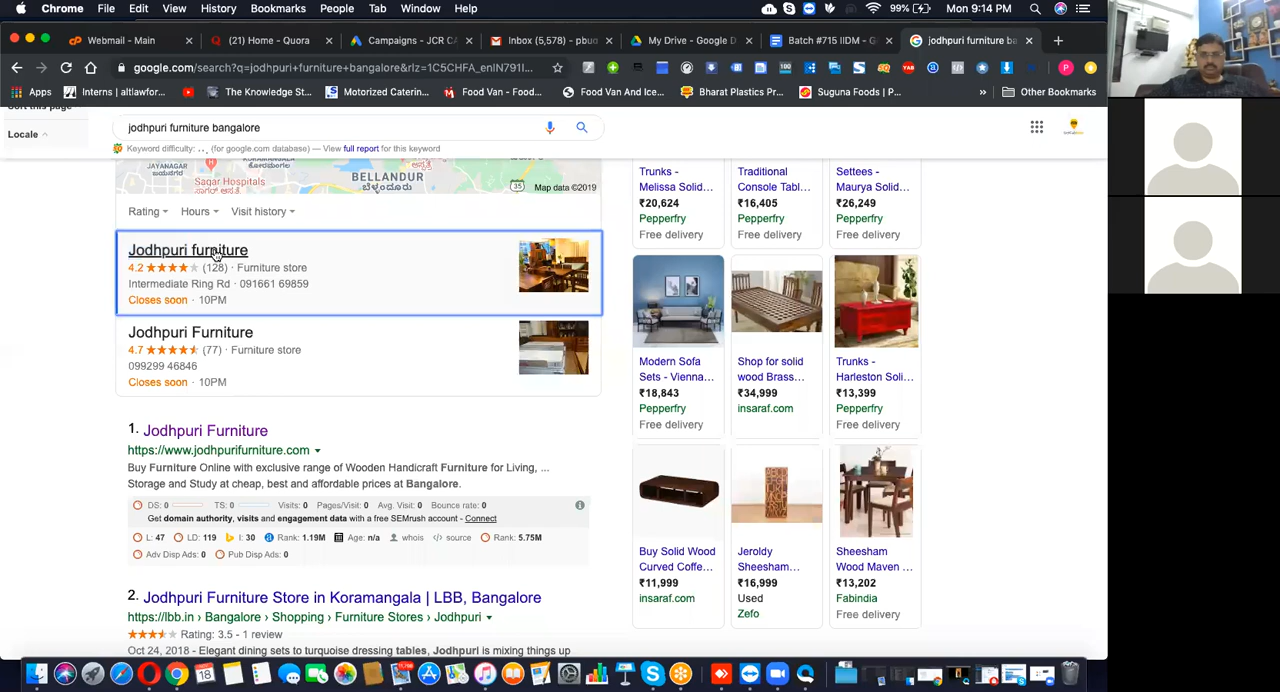 Chrome File Edit View History Bookmarks People Tab Window Help
99% Mon 9:14 PM
Webmail - Main
(21) Home - Quora
Campaigns - JCR CA
Inbox (5,578) - pbuo
My Drive - Google D
Batch #715 IIDM - G
jodhpuri furniture ba
google.com/search?q=jodhpuri+furniture+bangalore&rlz=1C5CHFA_enIN791I...
Apps
Interns | altlawfor...
The Knowledge St...
Motorized Caterin...
Food Van - Foo...
Food Van And Ice...
Bharat Plastics Pr...
Suguna Foods | P...
»
Other Bookmarks
Sort this page
Locale
jodhpuri furniture bangalore
Keyword difficulty: . , . (for google.com database) — View full report for this keyword
JAYANAGAR
ಜಯನಗರ
Sagar Hospitals
BELLANDUR
ಬೆಳ್ಳಂದೂರು
35
Map data ©2019
Rating Hours Visit history
Jodhpuri furniture
4.2 (128) · Furniture store
Intermediate Ring Rd · 091661 69859
Closes soon · 10PM
Jodhpuri Furniture
4.7 (77) · Furniture store
099299 46846
Closes soon · 10PM
1. Jodhpuri Furniture
https://www.jodhpurifurniture.com
Buy Furniture Online with exclusive range of Wooden Handicraft Furniture for Living, ...
Storage and Study at cheap, best and affordable prices at Bangalore.
DS: 0 TS: 0 Visits: 0 Pages/Visit: 0 Avg. Visit: 0 Bounce rate: 0
Get domain authority, visits and engagement data with a free SEMrush account - Connect
L: 47 LD: 119 I: 30 Rank: 1.19M Age: n/a whois source Rank: 5.75M
Adv Disp Ads: 0 Pub Disp Ads: 0
2. Jodhpuri Furniture Store in Koramangala | LBB, Bangalore
https://lbb.in › Bangalore › Shopping › Furniture Stores › Jodhpuri
Rating: 3.5 - 1 review
Oct 24, 2018 - Elegant dining sets to turquoise dressing tables, Jodhpuri is mixing things up
Trunks -
Melissa Solid...
₹20,624
Pepperfry
Free delivery
Traditional
Console Tabl...
₹16,405
Pepperfry
Free delivery
Settees -
Maurya Solid...
₹26,249
Pepperfry
Free delivery
Modern Sofa
Sets - Vienna...
₹18,843
Pepperfry
Free delivery
Shop for solid
wood Brass...
₹34,999
insaraf.com
Trunks -
Harleston Soli...
₹13,399
Pepperfry
Free delivery
Buy Solid Wood
Curved Coffe...
₹11,999
insaraf.com
Jeroldy
Sheesham...
₹16,999
Used
Zefo
Sheesham
Wood Maven ...
₹13,202
Fabindia
Free delivery